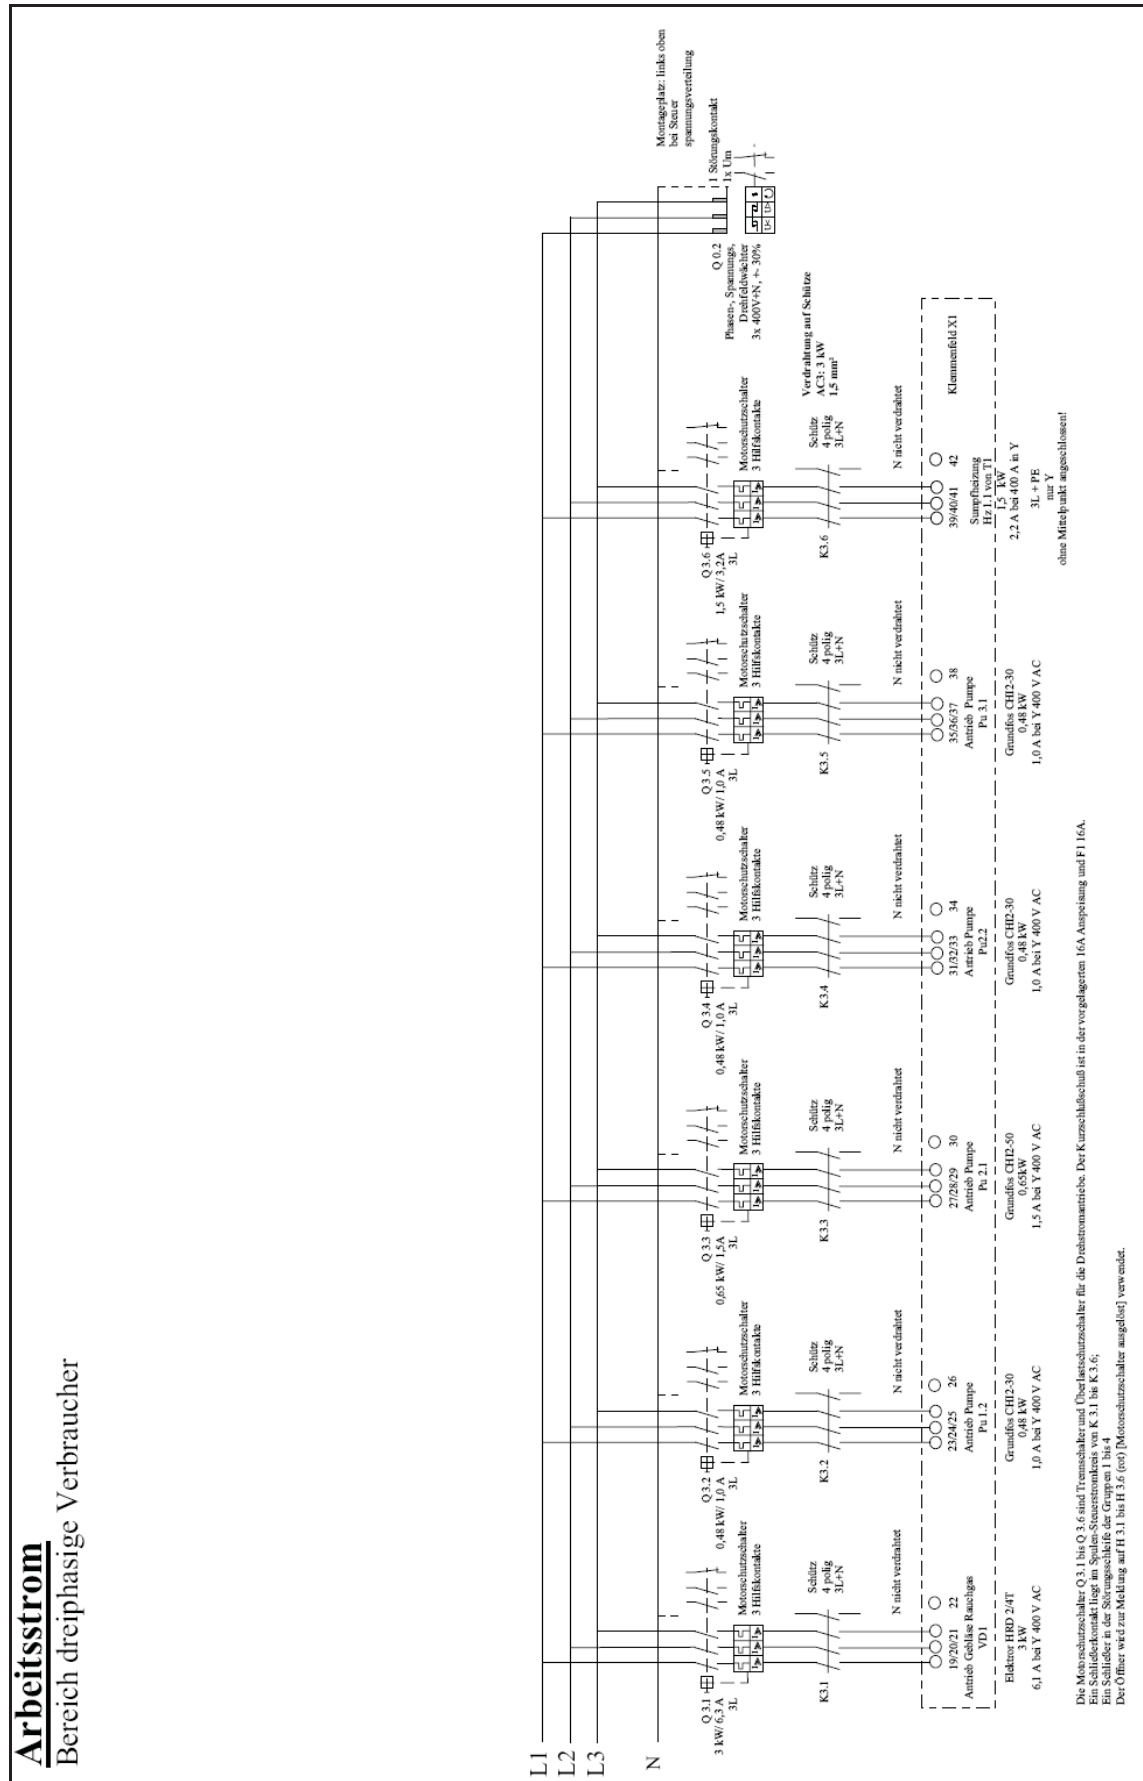 Arbeitsstrom
Bereich dreiphasige Verbraucher
L1
L2
L3
N
Q 3.1
3 kW/ 6,3 A
3L
Motorschutzschalter
3 Hilfskontakte
K3.1
Schütz
4 polig
3L+N
N nicht verdrahtet
19/20/21
22
Antrieb Gebläse Rauchgas
VD1
Elektror HRD 2/4T
3 kW
6,1 A bei Y 400 V AC
Q 3.2
0,48 kW/ 1,0 A
3L
Motorschutzschalter
3 Hilfskontakte
K3.2
Schütz
4 polig
3L+N
N nicht verdrahtet
23/24/25
26
Antrieb Pumpe
Pu 1.2
Grundfos CHI2-30
0,48 kW
1,0 A bei Y 400 V AC
Q 3.3
0,65 kW/ 1,5A
3L
Motorschutzschalter
3 Hilfskontakte
K3.3
Schütz
4 polig
3L+N
N nicht verdrahtet
27/28/29
30
Antrieb Pumpe
Pu 2.1
Grundfos CHI2-50
0,65kW
1,5 A bei Y 400 V AC
Q 3.4
0,48 kW/ 1,0 A
3L
Motorschutzschalter
3 Hilfskontakte
K3.4
Schütz
4 polig
3L+N
N nicht verdrahtet
31/32/33
34
Antrieb Pumpe
Pu2.2
Grundfos CHI2-30
0,48 kW
1,0 A bei Y 400 V AC
Q 3.5
0,48 kW/ 1,0 A
3L
Motorschutzschalter
3 Hilfskontakte
K3.5
Schütz
4 polig
3L+N
N nicht verdrahtet
35/36/37
38
Antrieb Pumpe
Pu 3.1
Grundfos CHI2-30
0,48 kW
1,0 A bei Y 400 V AC
Q 3.6
1,5 kW/ 3,2A
3L
Motorschutzschalter
3 Hilfskontakte
K3.6
Schütz
4 polig
3L+N
N nicht verdrahtet
39/40/41
42
Sumpfheizung
Hz1.1 von T1
1,5 kW
2,2 A bei 400 A in Y
3L + PE
nur Y
ohne Mittelpunkt angeschlossen!
Verdrahtung auf Schütze
AC3: 3 kW
1,5 mm²
Klemmenfeld X1
Q 0.2
Phasen-, Spannungs,
Drehfeldwächter
3x 400V+N, +- 30%
1 Störungskontakt
1x Um
Montageplatz: links oben
bei Steuer
spannungsverteilung
Die Motorschutzschalter Q 3.1 bis Q 3.6 sind Trennschalter und Überlastschutzschalter für die Drehstromantriebe. Der Kurzschlußschuß ist in der vorgelagerten 16A Anspeisung und F1 16A.
Ein Schließerkontakt liegt im Spulen-Steuerstromkreis von K 3.1 bis K 3.6;
Ein Schließer in der Störungsschleife der Gruppen 1 bis 4
Der Öffner wird zur Meldung auf H 3.1 bis H 3.6 (rot) [Motorschutzschalter ausgelöst] verwendet.